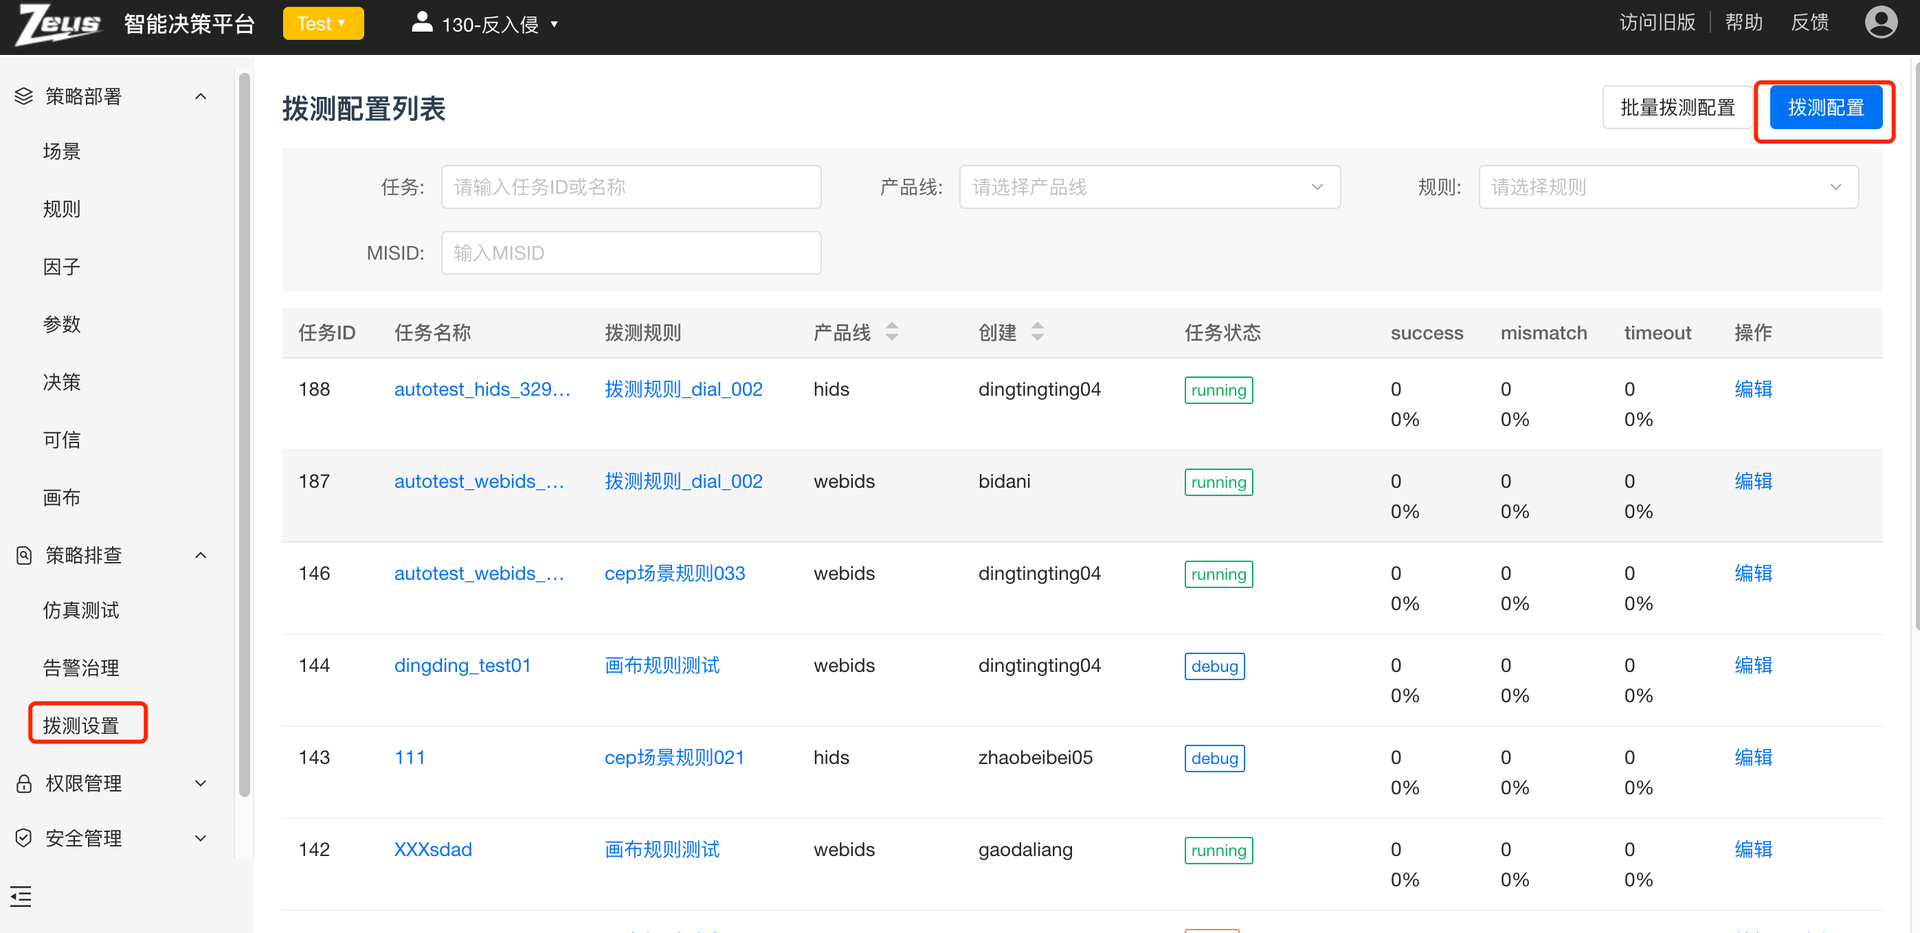 Zeus 智能决策平台 Test 130-反入侵 访问旧版 帮助 反馈
策略部署
场景
规则
因子
参数
决策
可信
画布
策略排查
仿真测试
告警治理
拨测设置
权限管理
安全管理
拨测配置列表 批量拨测配置 拨测配置
任务: 请输入任务ID或名称 产品线: 请选择产品线 规则: 请选择规则
MISID: 输入MISID
任务ID 任务名称 拨测规则 产品线 创建 任务状态 success mismatch timeout 操作
188 autotest_hids_329... 拨测规则_dial_002 hids dingtingting04 running 0 0 0 编辑
0% 0% 0%
187 autotest_webids_... 拨测规则_dial_002 webids bidani running 0 0 0 编辑
0% 0% 0%
146 autotest_webids_... cep场景规则033 webids dingtingting04 running 0 0 0 编辑
0% 0% 0%
144 dingding_test01 画布规则测试 webids dingtingting04 debug 0 0 0 编辑
0% 0% 0%
143 111 cep场景规则021 hids zhaobeibei05 debug 0 0 0 编辑
0% 0% 0%
142 XXXsdad 画布规则测试 webids gaodaliang running 0 0 0 编辑
0% 0% 0%